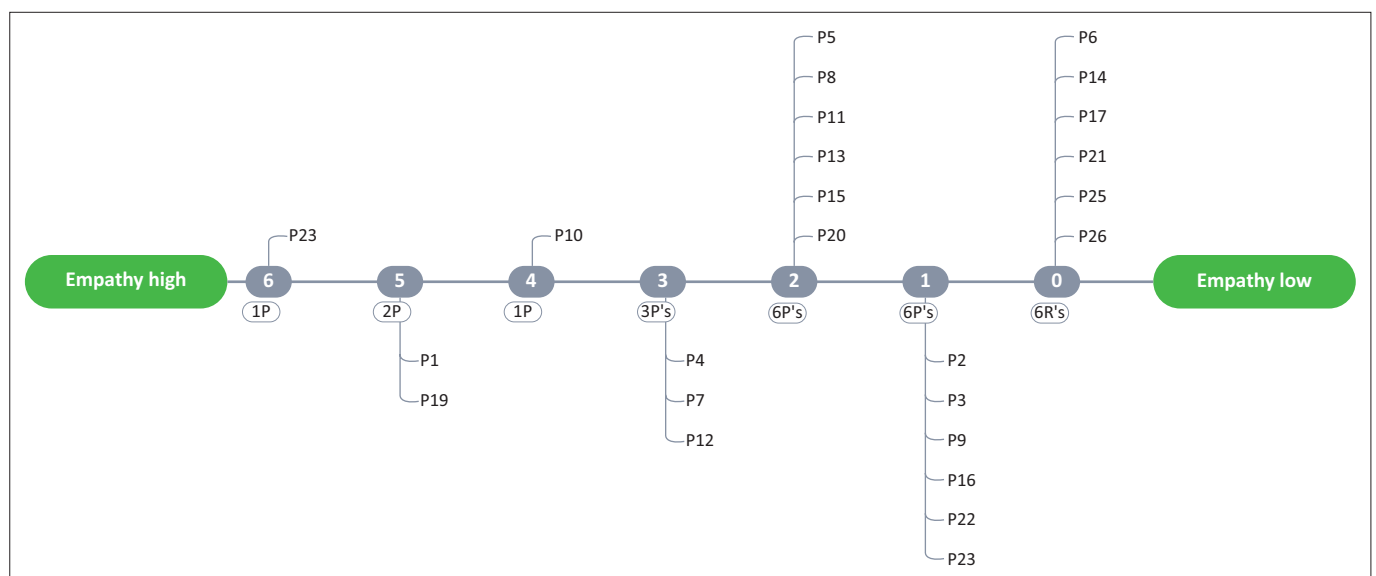 P5
P6
P8
P14
P11
P17
P13
P21
P15
P25
P23
P10
P20
P26
Empathy high
6
5
4
3
2
1
0
Empathy low
1P
2P
1P
3P's
6P's
6P's
6R's
P1
P4
P2
P19
P7
P3
P12
P9
P16
P22
P23